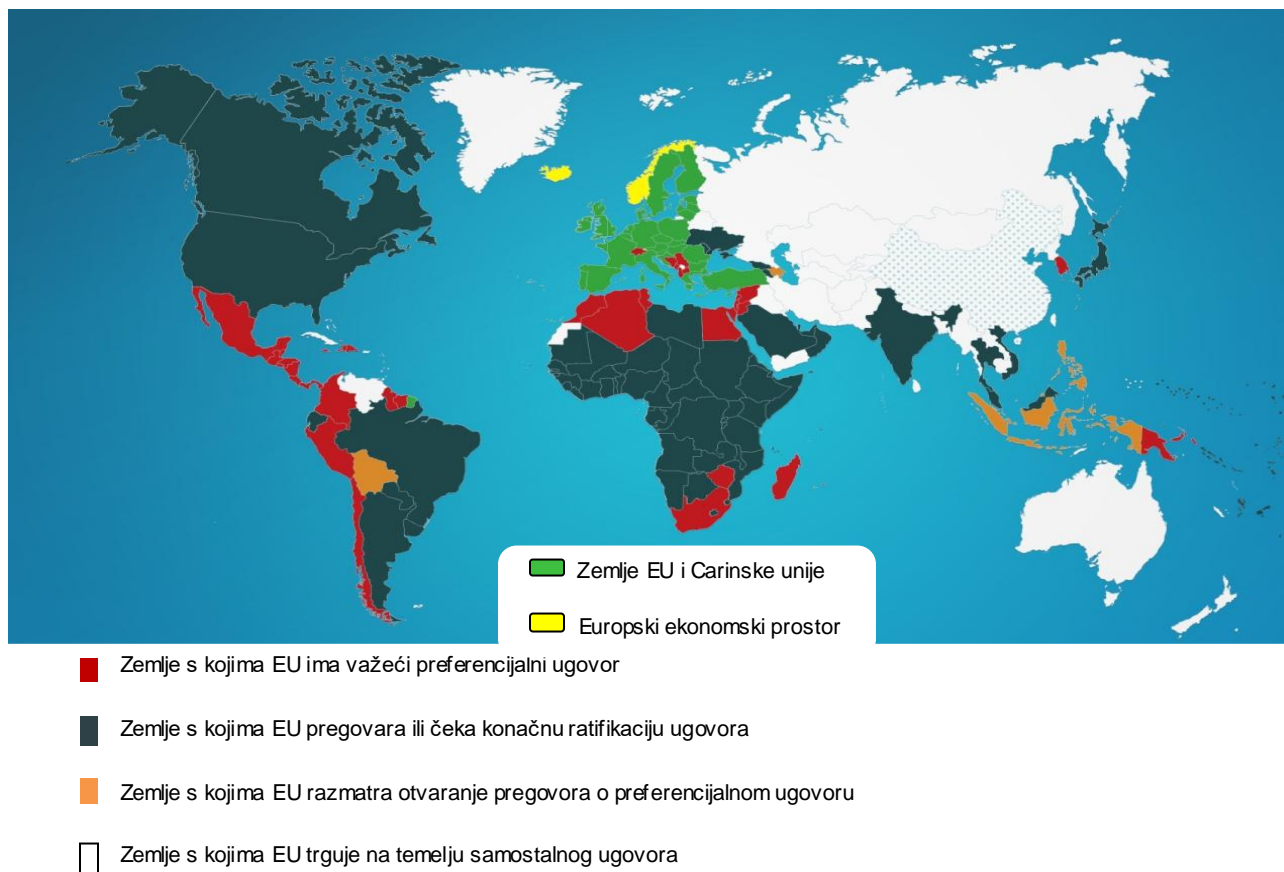 Zemlje EU i Carinske unije
Europski ekonomski prostor
Zemlje s kojima EU ima važeći preferencijalni ugovor
Zemlje s kojima EU pregovara ili čeka konačnu ratifikaciju ugovora
Zemlje s kojima EU razmatra otvaranje pregovora o preferencijalnom ugovoru
Zemlje s kojima EU trguje na temelju samostalnog ugovora